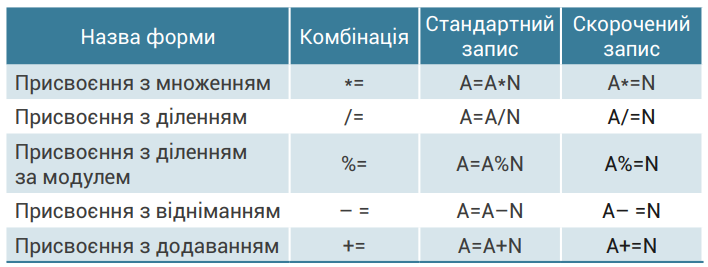 Назва форми Комбінація Стандартний запис Скорочений запис
Присвоєння з множенням *= A=A*N A*=N
Присвоєння з діленням /= A=A/N A/=N
Присвоєння з діленням за модулем %= A=A%N A%=N
Присвоєння з відніманням – = A=A–N A– =N
Присвоєння з додаванням += A=A+N A+=N